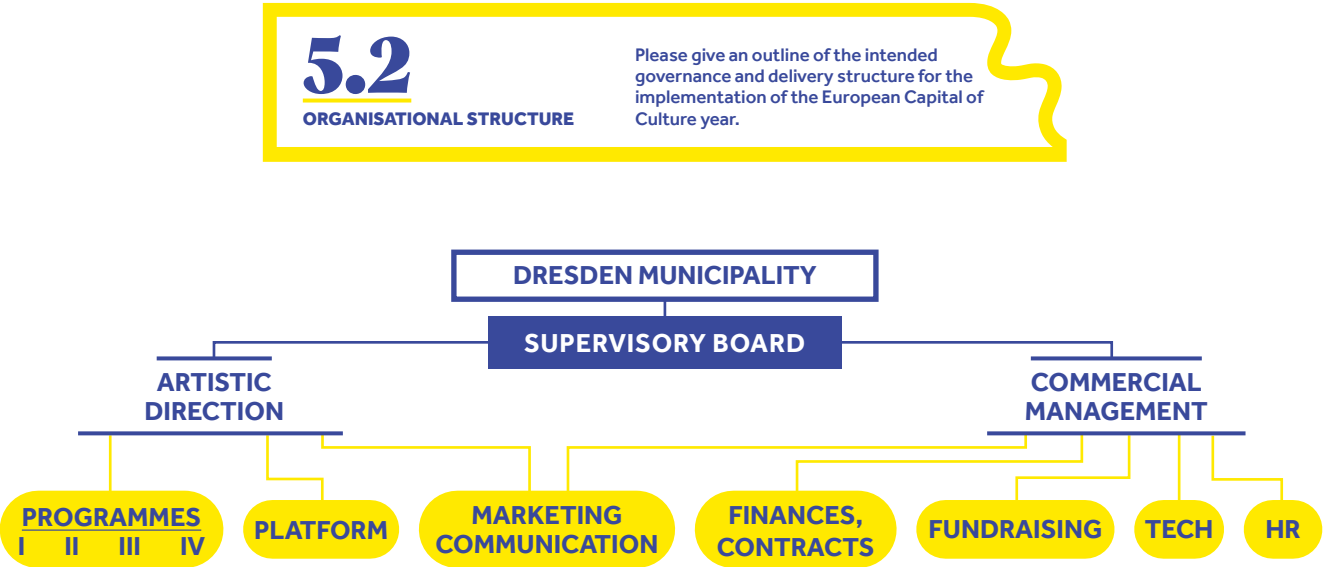 5.2
ORGANISATIONAL STRUCTURE
Please give an outline of the intended
governance and delivery structure for the
implementation of the European Capital of
Culture year.
DRESDEN MUNICIPALITY
SUPERVISORY BOARD
ARTISTIC
DIRECTION
COMMERCIAL
MANAGEMENT
PROGRAMMES
I II III IV
PLATFORM
MARKETING
COMMUNICATION
FINANCES,
CONTRACTS
FUNDRAISING
TECH
HR